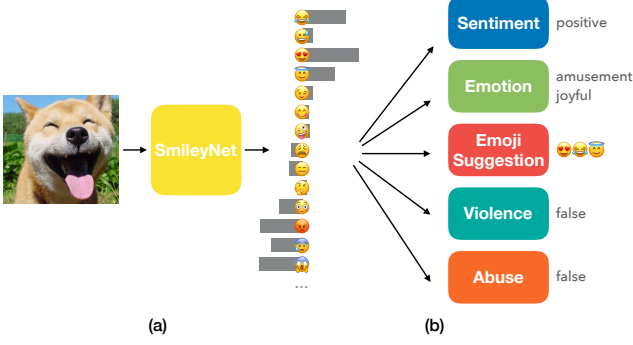 SmileyNet
...
Sentiment
positive
Emotion
amusement
joyful
Emoji
Suggestion
😍😂😇
Violence
false
Abuse
false
(a)
(b)